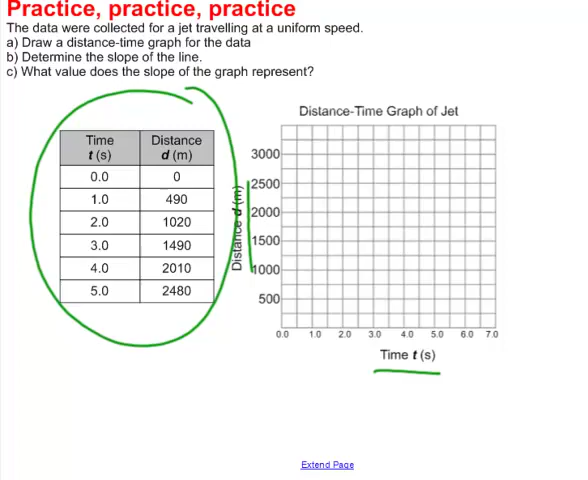 Practice, practice, practice
The data were collected for a jet travelling at a uniform speed.
a) Draw a distance-time graph for the data
b) Determine the slope of the line.
c) What value does the slope of the graph represent?
Time Distance
t (s) d (m)
0.0 0
1.0 490
2.0 1020
3.0 1490
4.0 2010
5.0 2480
Distance-Time Graph of Jet
Distance d (m)
3000
2500
2000
1500
1000
500
0.0 1.0 2.0 3.0 4.0 5.0 6.0 7.0
Time t (s)
Extend Page